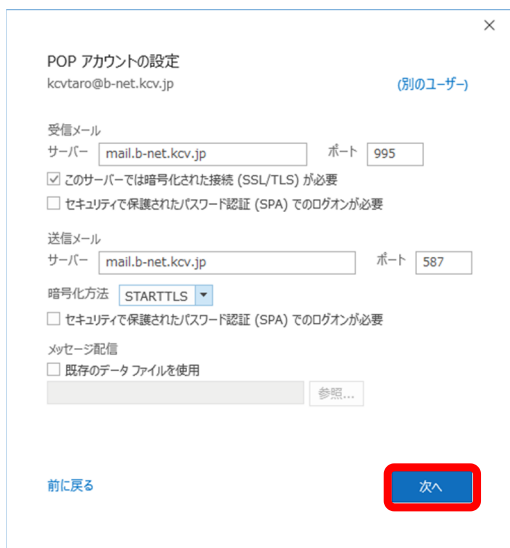 POP アカウントの設定
kcvtaro@b-net.kcv.jp (別のユーザー)
受信メール
サーバー mail.b-net.kcv.jp ポート 995
このサーバーでは暗号化された接続 (SSL/TLS) が必要
セキュリティで保護されたパスワード認証 (SPA) でのログオンが必要
送信メール
サーバー mail.b-net.kcv.jp ポート 587
暗号化方法 STARTTLS
セキュリティで保護されたパスワード認証 (SPA) でのログオンが必要
メッセージ配信
既存のデータ ファイルを使用
参照...
前に戻る 次へ